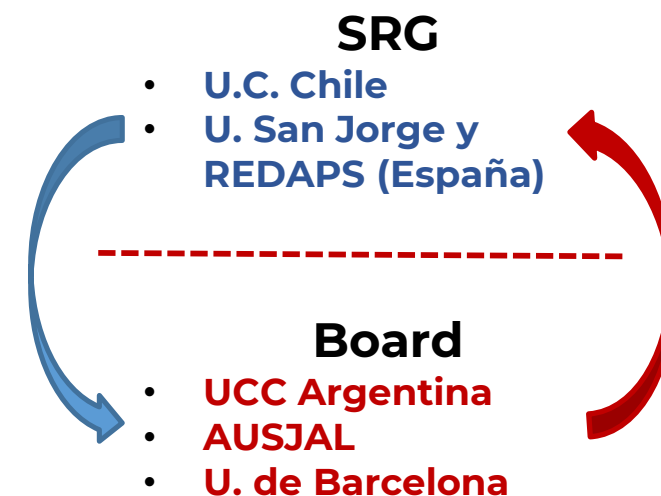 SRG
• U.C. Chile
• U. San Jorge y
REDAPS (España)
Board
• UCC Argentina
• AUSJAL
• U. de Barcelona